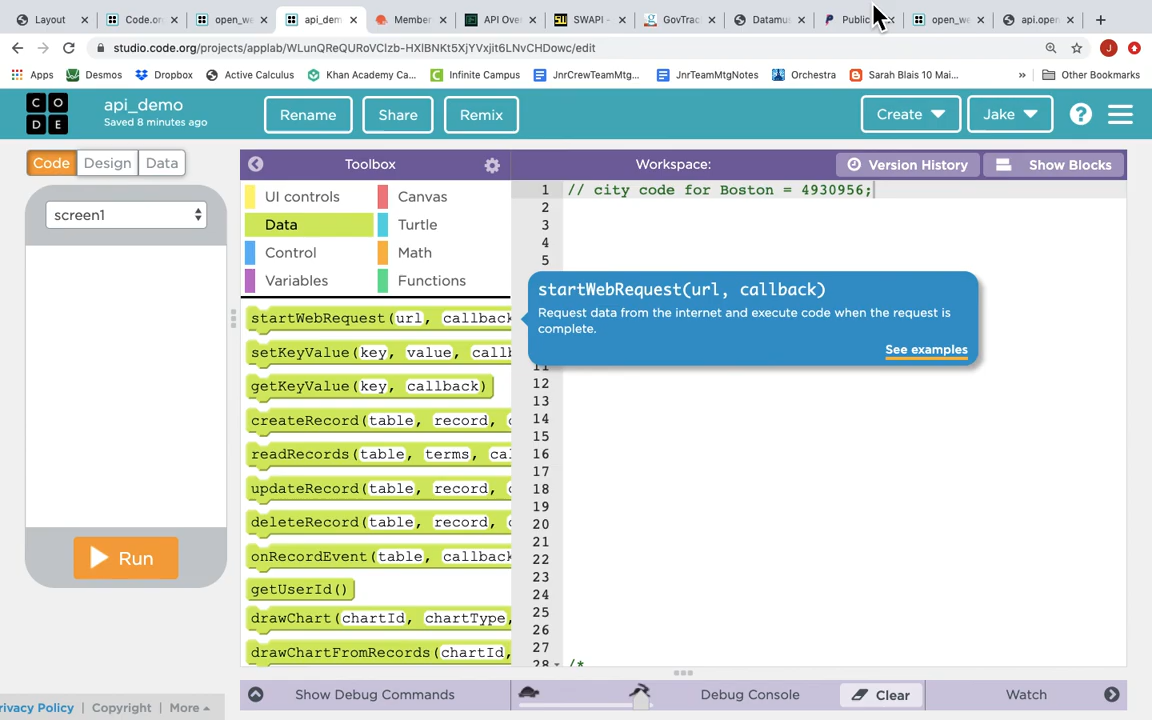 Layout
Code.or
open_we
api_dem
Member
API Ove
SWAPI -
GovTrac
Datamus
Public
open_we
api.open
studio.code.org/projects/applab/WLunQReQURoVCIzb-HXIBNKt5XjYVxjit6LNvCHDowc/edit
Apps
Desmos
Dropbox
Active Calculus
Khan Academy Ca...
Infinite Campus
JnrCrewTeamMtg...
JnrTeamMtgNotes
Orchestra
Sarah Blais 10 Mai...
»
Other Bookmarks
C O
D E
api_demo
Saved 8 minutes ago
Rename
Share
Remix
Create
Jake
?
J
Code
Design
Data
Toolbox
Workspace:
Version History
Show Blocks
screen1
UI controls
Canvas
Data
Turtle
Control
Math
Variables
Functions
1 // city code for Boston = 4930956;
2
3
4
5
startWebRequest(url, callback)
Request data from the internet and execute code when the request is
complete.
See examples
startWebRequest(url, callback
setKeyValue(key, value, call
getKeyValue(key, callback)
createRecord(table, record,
readRecords(table, terms, ca
updateRecord(table, record,
deleteRecord(table, record,
onRecordEvent(table, callback
getUserId()
drawChart(chartId, chartType,
drawChartFromRecords(chartId,
11
12
13
14
15
16
17
18
19
20
21
22
23
24
25
26
27
28 /*
Run
Show Debug Commands
Debug Console
Clear
Watch
rivacy Policy
|
Copyright
|
More